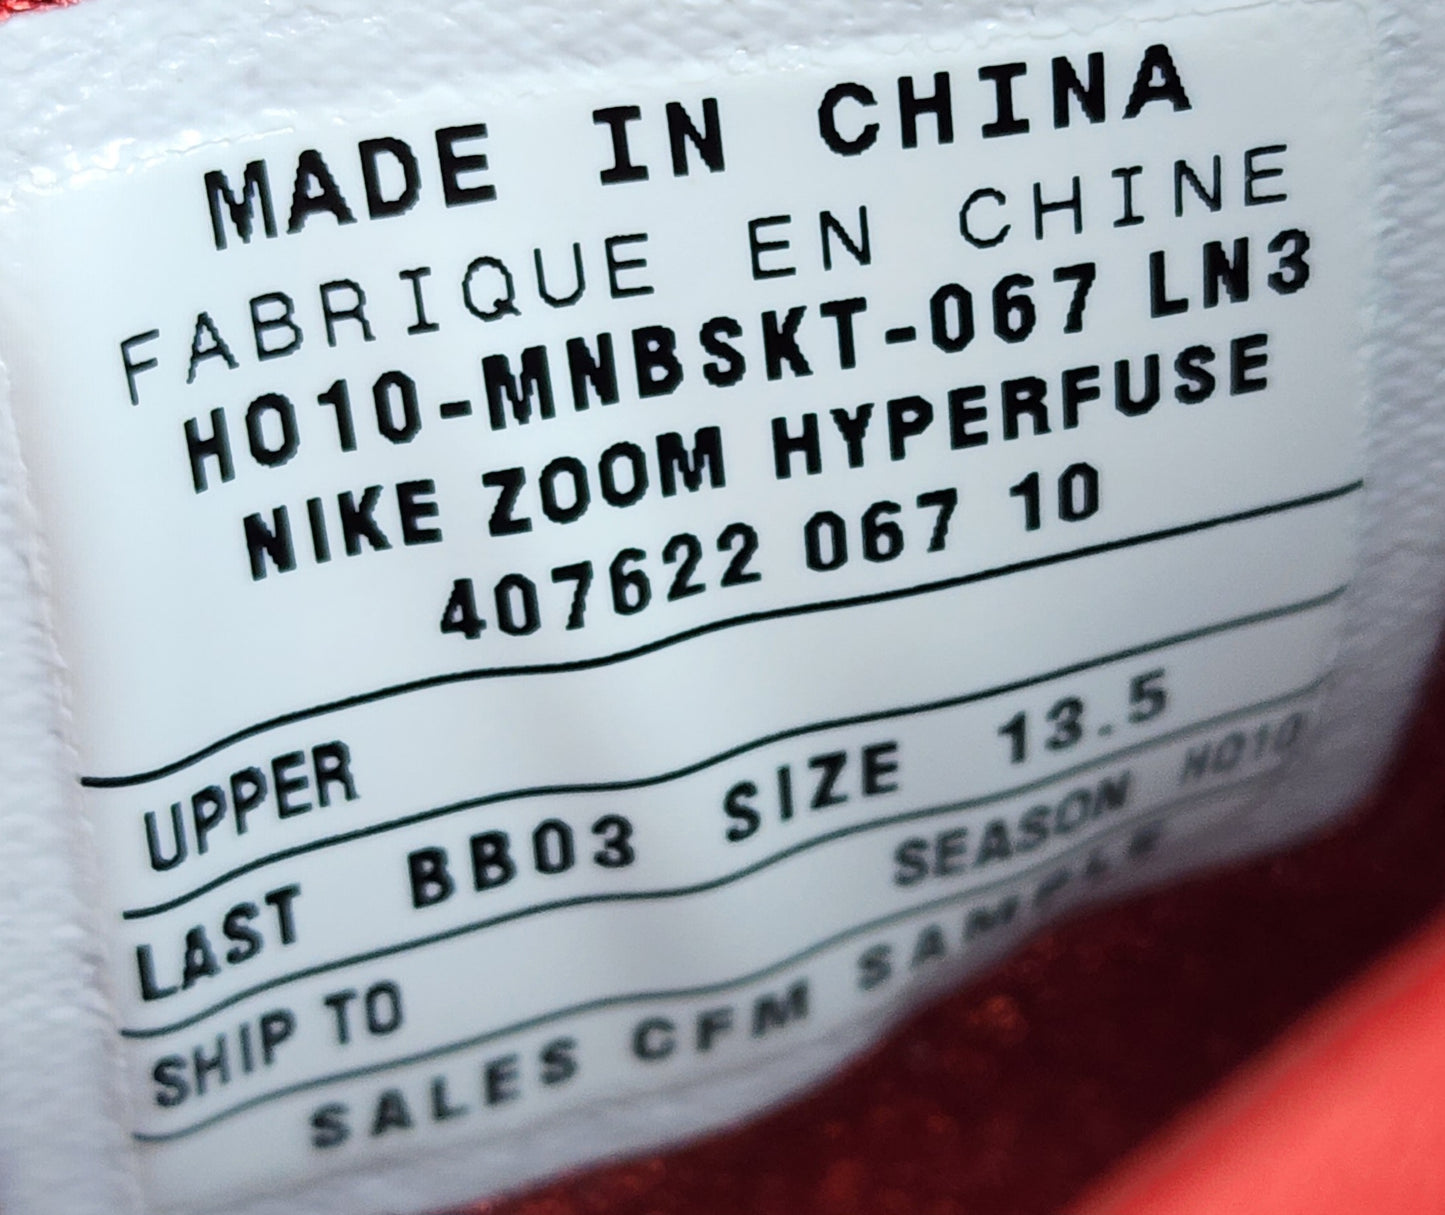 MADE IN CHINA
FABRIQUE EN CHINE
HO10-MNBSKT-067 LN3
NIKE ZOOM HYPERFUSE
407622 067 10
UPPER
LAST BB03 SIZE 13.5
SHIP TO SEASON HO10
SALES CFM SAMPLE